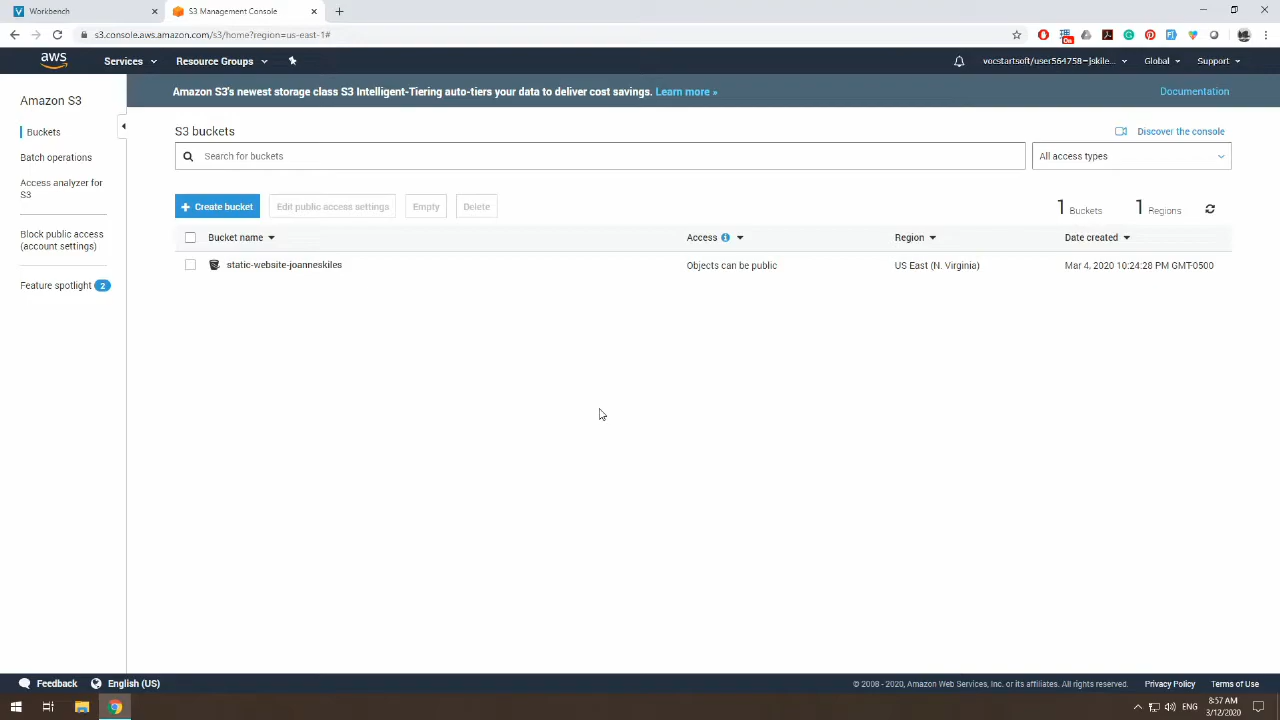 Workbench
S3 Management Console
s3.console.aws.amazon.com/s3/home?region=us-east-1#
aws
Services
Resource Groups
vocstartsoft/user564758=jskile...
Global
Support
Amazon S3
Buckets
Batch operations
Access analyzer for
S3
Block public access
(account settings)
Feature spotlight 2
Amazon S3's newest storage class S3 Intelligent-Tiering auto-tiers your data to deliver cost savings. Learn more »
Documentation
S3 buckets
Discover the console
Search for buckets
All access types
Create bucket
Edit public access settings
Empty
Delete
1 Buckets
1 Regions
Bucket name
Access
Region
Date created
static-website-joanneskiles
Objects can be public
US East (N. Virginia)
Mar 4, 2020 10:24:28 PM GMT-0500
Feedback
English (US)
© 2008 - 2020, Amazon Web Services, Inc. or its affiliates. All rights reserved.
Privacy Policy
Terms of Use
ENG
8:57 AM
3/12/2020